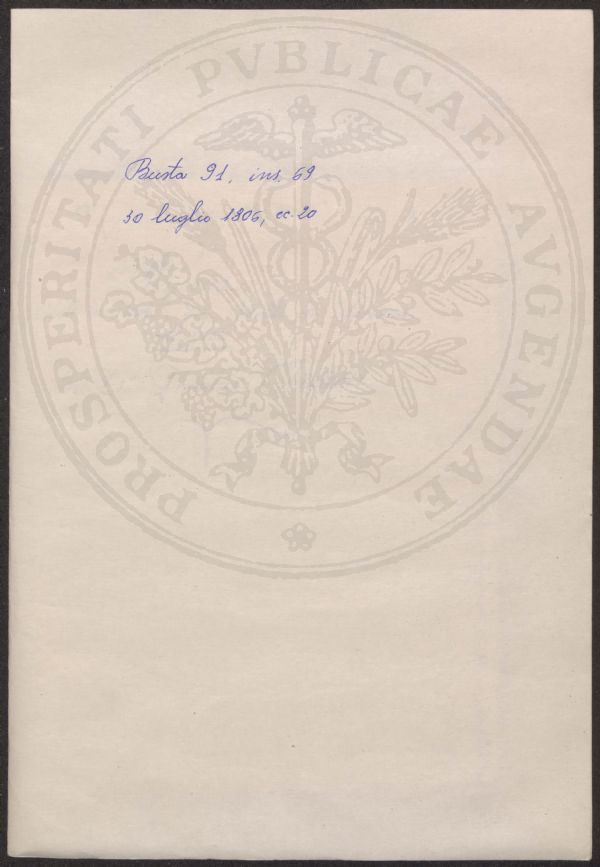 PROSPERITATI PVBLICAE AVGENDAE
Busta 91, ins. 69
30 luglio 1806, cc 20